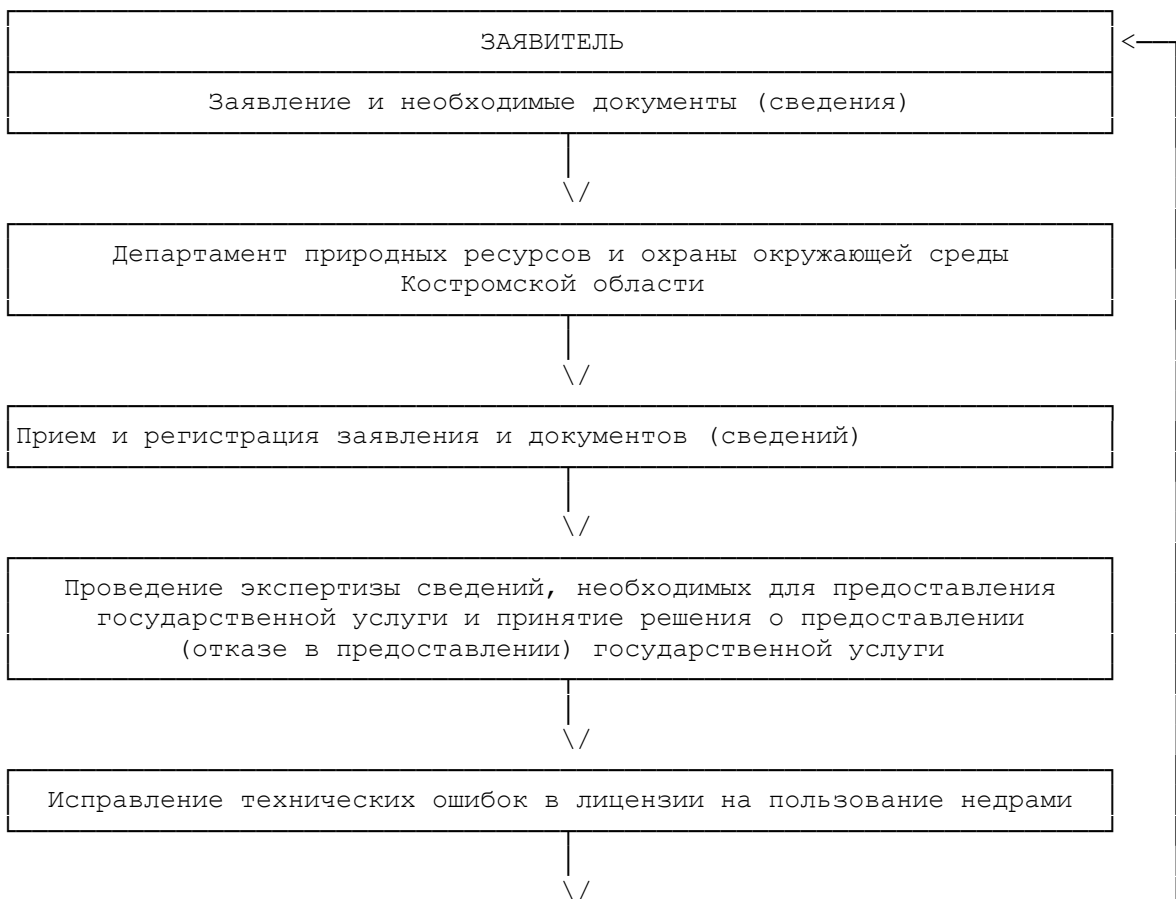 ЗАЯВИТЕЛЬ
Заявление и необходимые документы (сведения)
Департамент природных ресурсов и охраны окружающей среды
Костромской области
Прием и регистрация заявления и документов (сведений)
Проведение экспертизы сведений, необходимых для предоставления
государственной услуги и принятие решения о предоставлении
(отказе в предоставлении) государственной услуги
Исправление технических ошибок в лицензии на пользование недрами